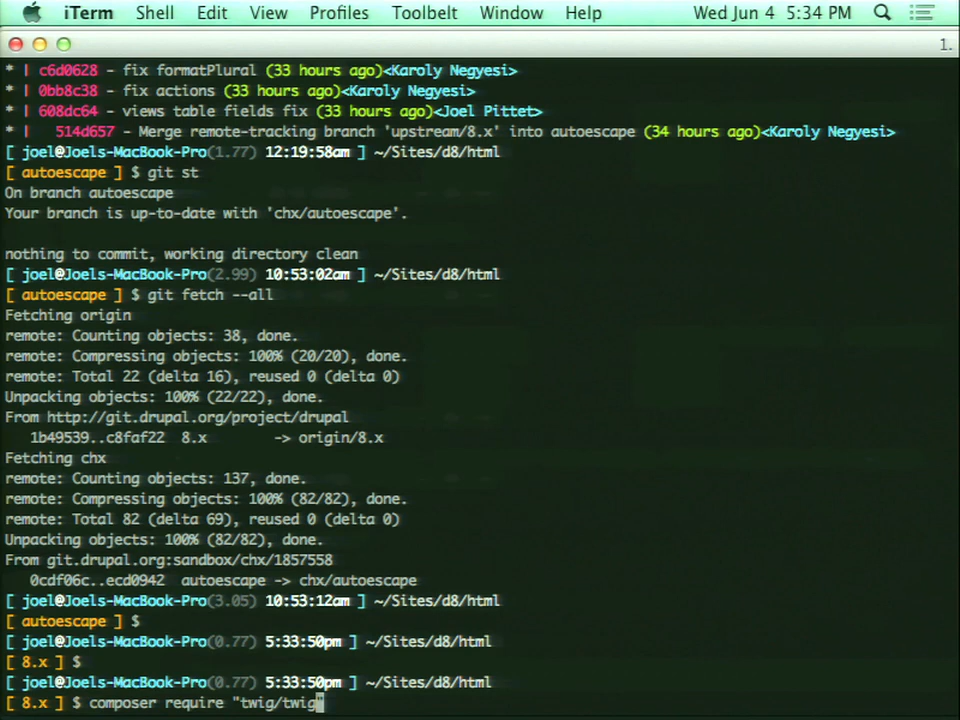 iTerm Shell Edit View Profiles Toolbelt Window Help Wed Jun 4 5:34 PM
1.
* | c6d0628 - fix formatPlural (33 hours ago)<Karoly Negyesi>
* | 0bb8c38 - fix actions (33 hours ago)<Karoly Negyesi>
* | 608dc64 - views table fields fix (33 hours ago)<Joel Pittet>
* |   514d657 - Merge remote-tracking branch 'upstream/8.x' into autoescape (34 hours ago)<Karoly Negyesi>
[ joel@Joels-MacBook-Pro(1.77) 12:19:58am ] ~/Sites/d8/html
[ autoescape ] $ git st
On branch autoescape
Your branch is up-to-date with 'chx/autoescape'.
nothing to commit, working directory clean
[ joel@Joels-MacBook-Pro(2.99) 10:53:02am ] ~/Sites/d8/html
[ autoescape ] $ git fetch --all
Fetching origin
remote: Counting objects: 38, done.
remote: Compressing objects: 100% (20/20), done.
remote: Total 22 (delta 16), reused 0 (delta 0)
Unpacking objects: 100% (22/22), done.
From http://git.drupal.org/project/drupal
   1b49539..c8faf22  8.x        -> origin/8.x
Fetching chx
remote: Counting objects: 137, done.
remote: Compressing objects: 100% (82/82), done.
remote: Total 82 (delta 69), reused 0 (delta 0)
Unpacking objects: 100% (82/82), done.
From git.drupal.org:sandbox/chx/1857558
   0cdf06c..ecd0942  autoescape -> chx/autoescape
[ joel@Joels-MacBook-Pro(3.05) 10:53:12am ] ~/Sites/d8/html
[ autoescape ] $
[ joel@Joels-MacBook-Pro(0.77) 5:33:50pm ] ~/Sites/d8/html
[ 8.x ] $
[ joel@Joels-MacBook-Pro(0.77) 5:33:50pm ] ~/Sites/d8/html
[ 8.x ] $ composer require "twig/twig"